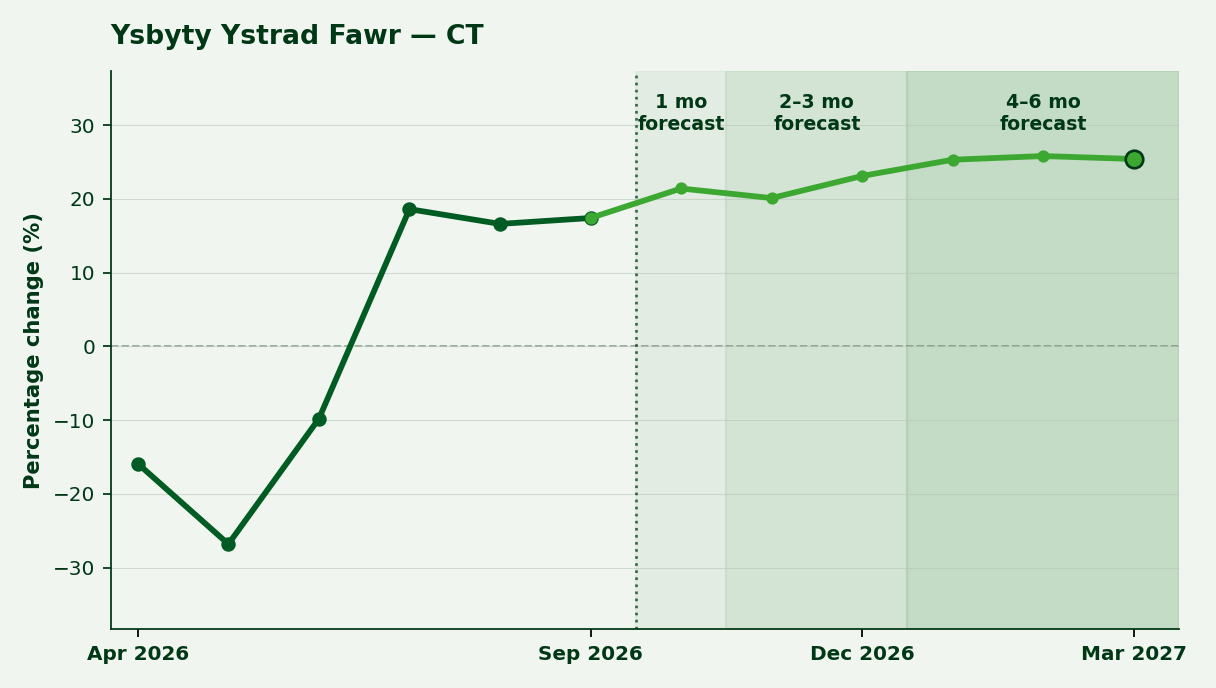 Ysbyty Ystrad Fawr — CT
Percentage change (%)
30
20
10
0
−10
−20
−30
1 mo
forecast
2–3 mo
forecast
4–6 mo
forecast
Apr 2026
Sep 2026
Dec 2026
Mar 2027